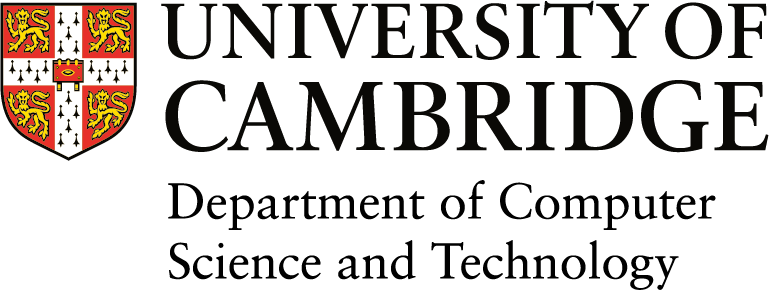 UNIVERSITY OF
CAMBRIDGE
Department of Computer
Science and Technology